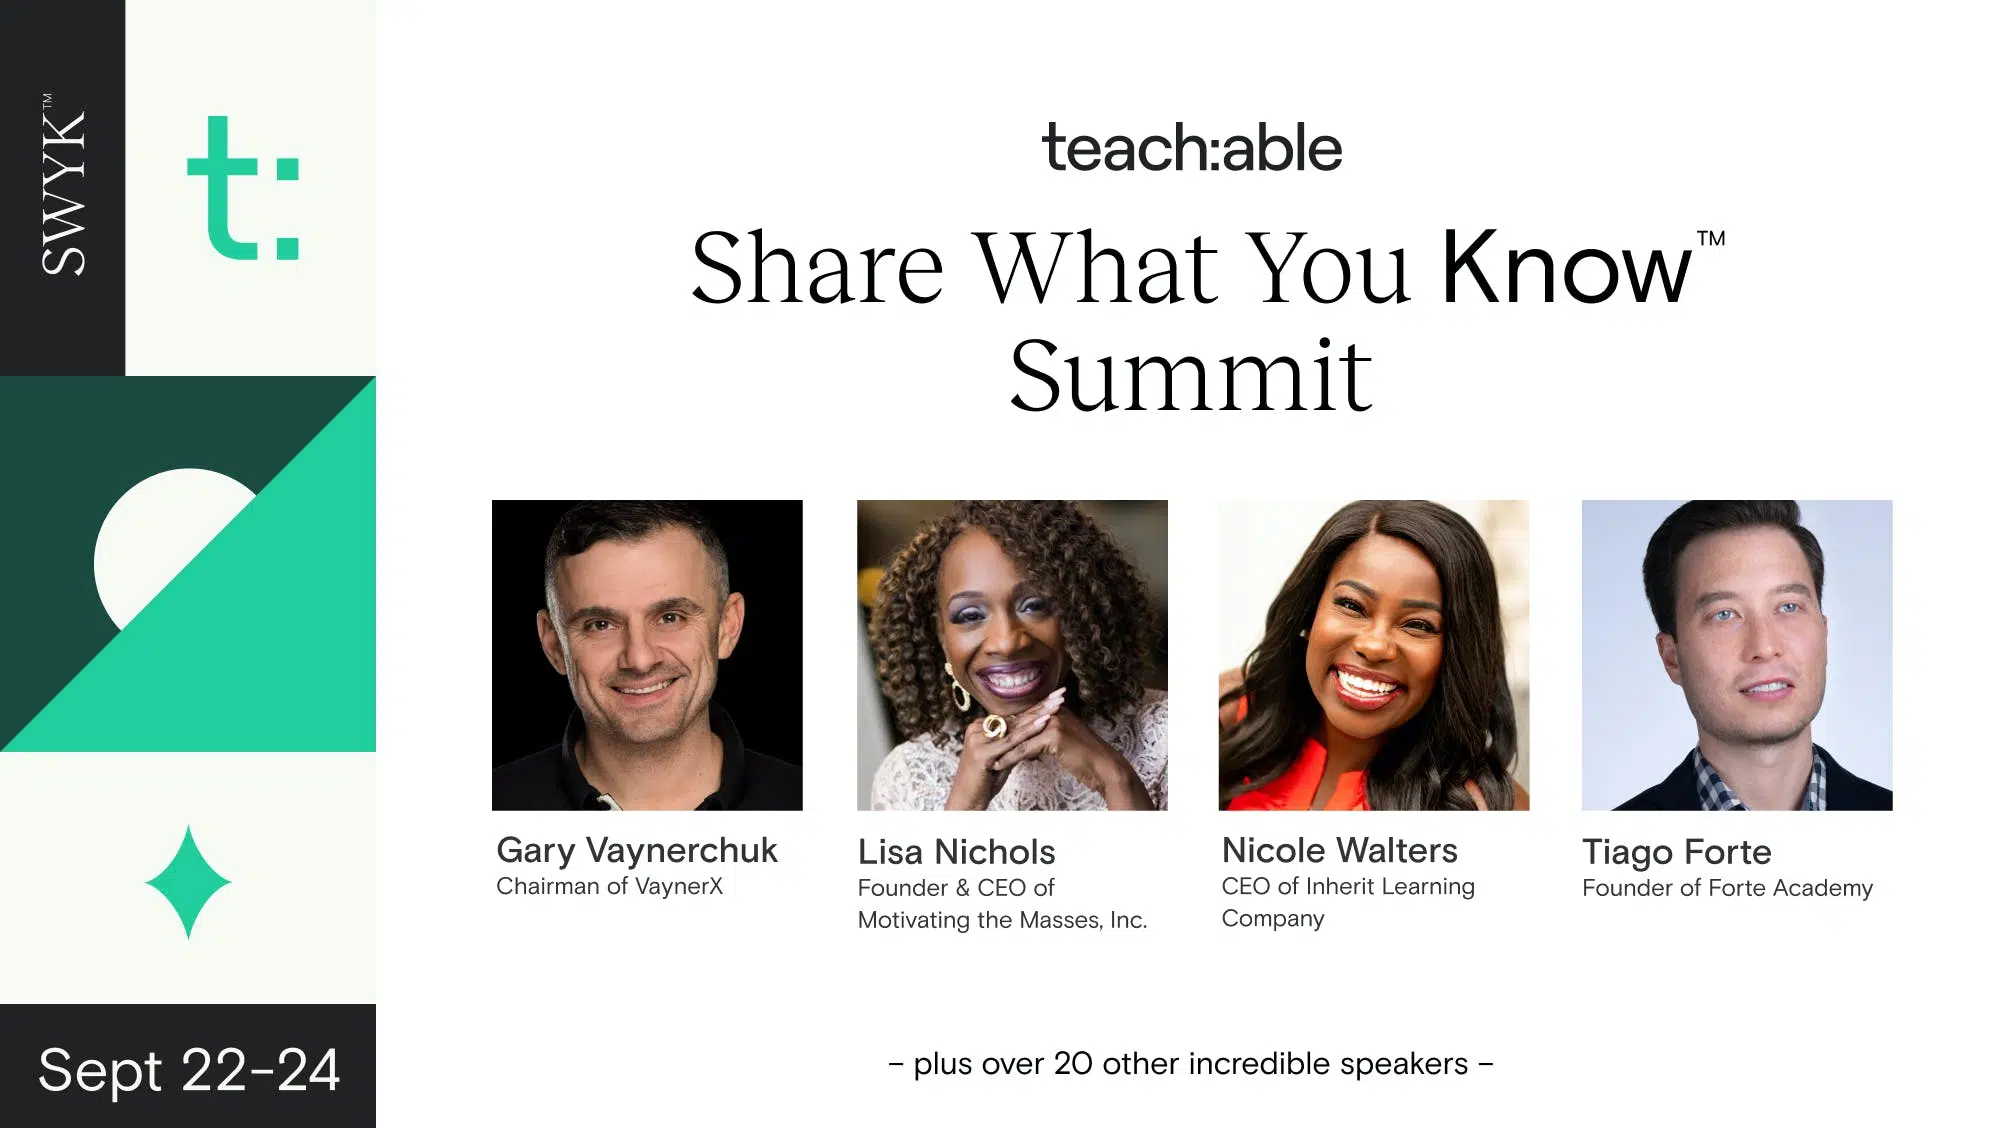 SWYK™
t:
Sept 22-24
teach:able
Share What You Know™
Summit
Gary Vaynerchuk
Chairman of VaynerX
Lisa Nichols
Founder & CEO of
Motivating the Masses, Inc.
Nicole Walters
CEO of Inherit Learning
Company
Tiago Forte
Founder of Forte Academy
– plus over 20 other incredible speakers –